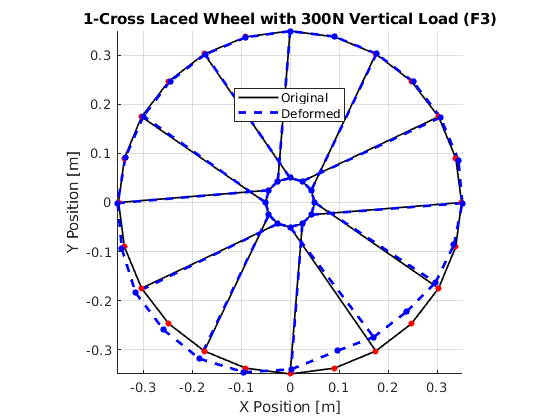 1-Cross Laced Wheel with 300N Vertical Load (F3)
Original
Deformed
Y Position [m]
0.3
0.2
0.1
0
-0.1
-0.2
-0.3
-0.3
-0.2
-0.1
0
0.1
0.2
0.3
X Position [m]